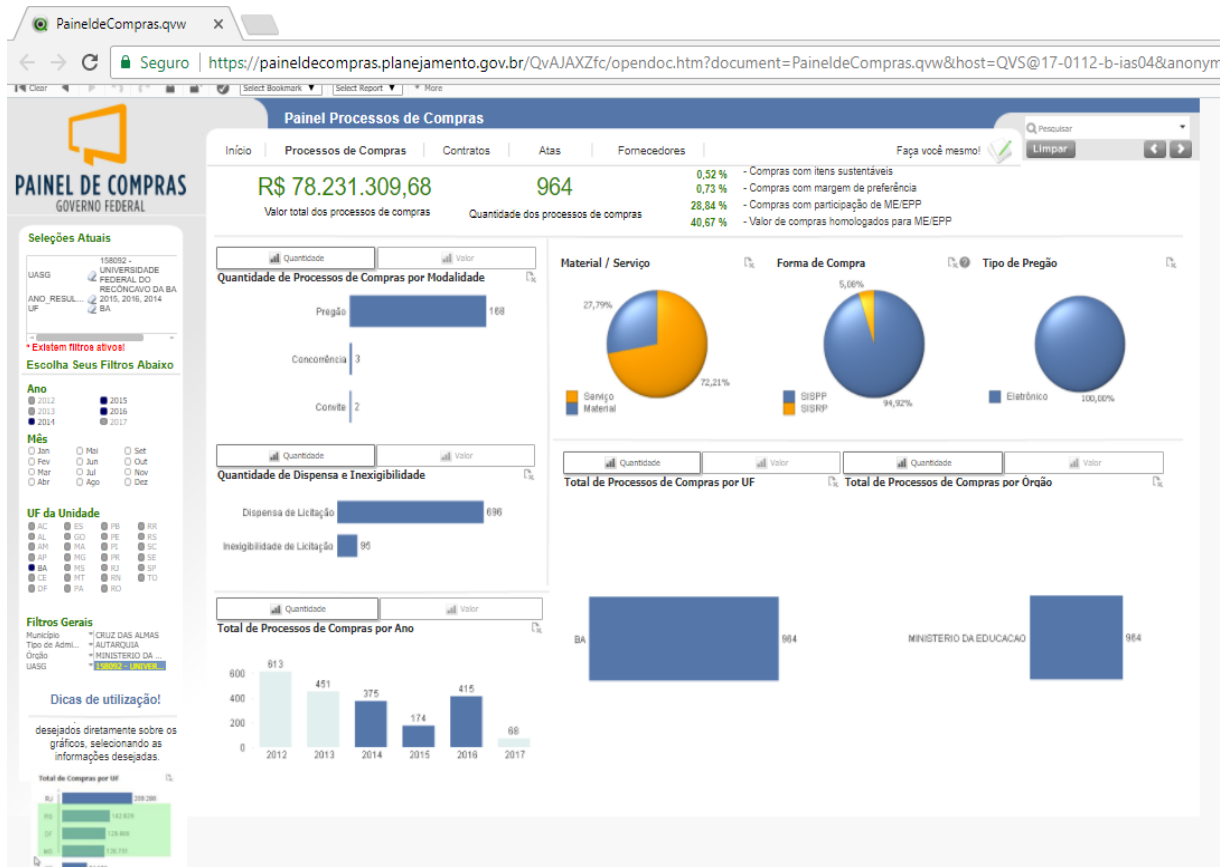 PaineldeCompras.qvw
Seguro
https://paineldecompras.planejamento.gov.br/QvAJAXZfc/opendoc.htm?document=PaineldeCompras.qvw&host=QVS@17-0112-b-ias04&anonym
Clear
Select Bookmark
Select Report
More
Painel Processos de Compras
Pesquisar
Início
Processos de Compras
Contratos
Atas
Fornecedores
Faça você mesmo!
Limpar
PAINEL DE COMPRAS
GOVERNO FEDERAL
R$ 78.231.309,68
Valor total dos processos de compras
964
Quantidade dos processos de compras
0,52 % - Compras com itens sustentáveis
0,73 % - Compras com margem de preferência
28,84 % - Compras com participação de ME/EPP
40,67 % - Valor de compras homologados para ME/EPP
Seleções Atuais
UASG
158092 -
UNIVERSIDADE
FEDERAL DO
RECÔNCAVO DA BA
ANO_RESUL... 2015, 2016, 2014
UF BA
* Existem filtros ativos!
Escolha Seus Filtros Abaixo
Ano
2012 2015
2013 2016
2014 2017
Mês
Jan Mai Set
Fev Jun Out
Mar Jul Nov
Abr Ago Dez
UF da Unidade
AC ES PB RR
AL GO PE RS
AM MA PI SC
AP MG PR SE
BA MS RJ SP
CE MT RN TO
DF PA RO
Filtros Gerais
Município CRUZ DAS ALMAS
Tipo de Admi... AUTARQUIA
Órgão MINISTERIO DA ...
UASG 158092 - UNIVER...
Dicas de utilização!
desejados diretamente sobre os
gráficos, selecionando as
informações desejadas.
Total de Compras por UF
RJ
DF
Quantidade
Valor
Quantidade de Processos de Compras por Modalidade
Pregão 168
Concorrência 3
Convite 2
Quantidade
Valor
Quantidade de Dispensa e Inexigibilidade
Dispensa de Licitação 696
Inexigibilidade de Licitação 95
Quantidade
Valor
Total de Processos de Compras por Ano
600
400
200
0
613
451
375
174
415
68
2012 2013 2014 2015 2016 2017
Material / Serviço
27,79%
72,21%
Serviço
Material
Forma de Compra
5,08%
94,92%
SISPP
SISRP
Tipo de Pregão
Eletrônico
100,00%
Quantidade
Valor
Total de Processos de Compras por UF
BA 964
Quantidade
Valor
Total de Processos de Compras por Órgão
MINISTERIO DA EDUCACAO 964